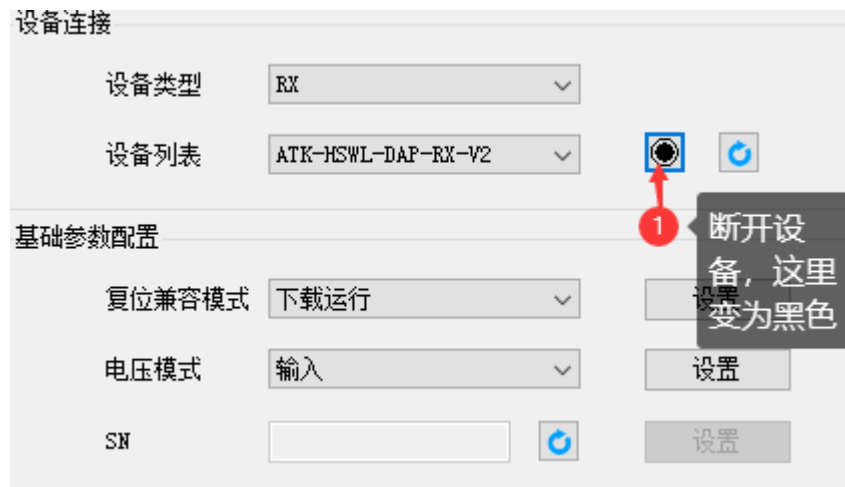 设备连接
设备类型 RX
设备列表 ATK-HSWL-DAP-RX-V2
1 断开设
备，这里
变为黑色
基础参数配置
复位兼容模式 下载运行 设置
电压模式 输入 设置
SN 设置